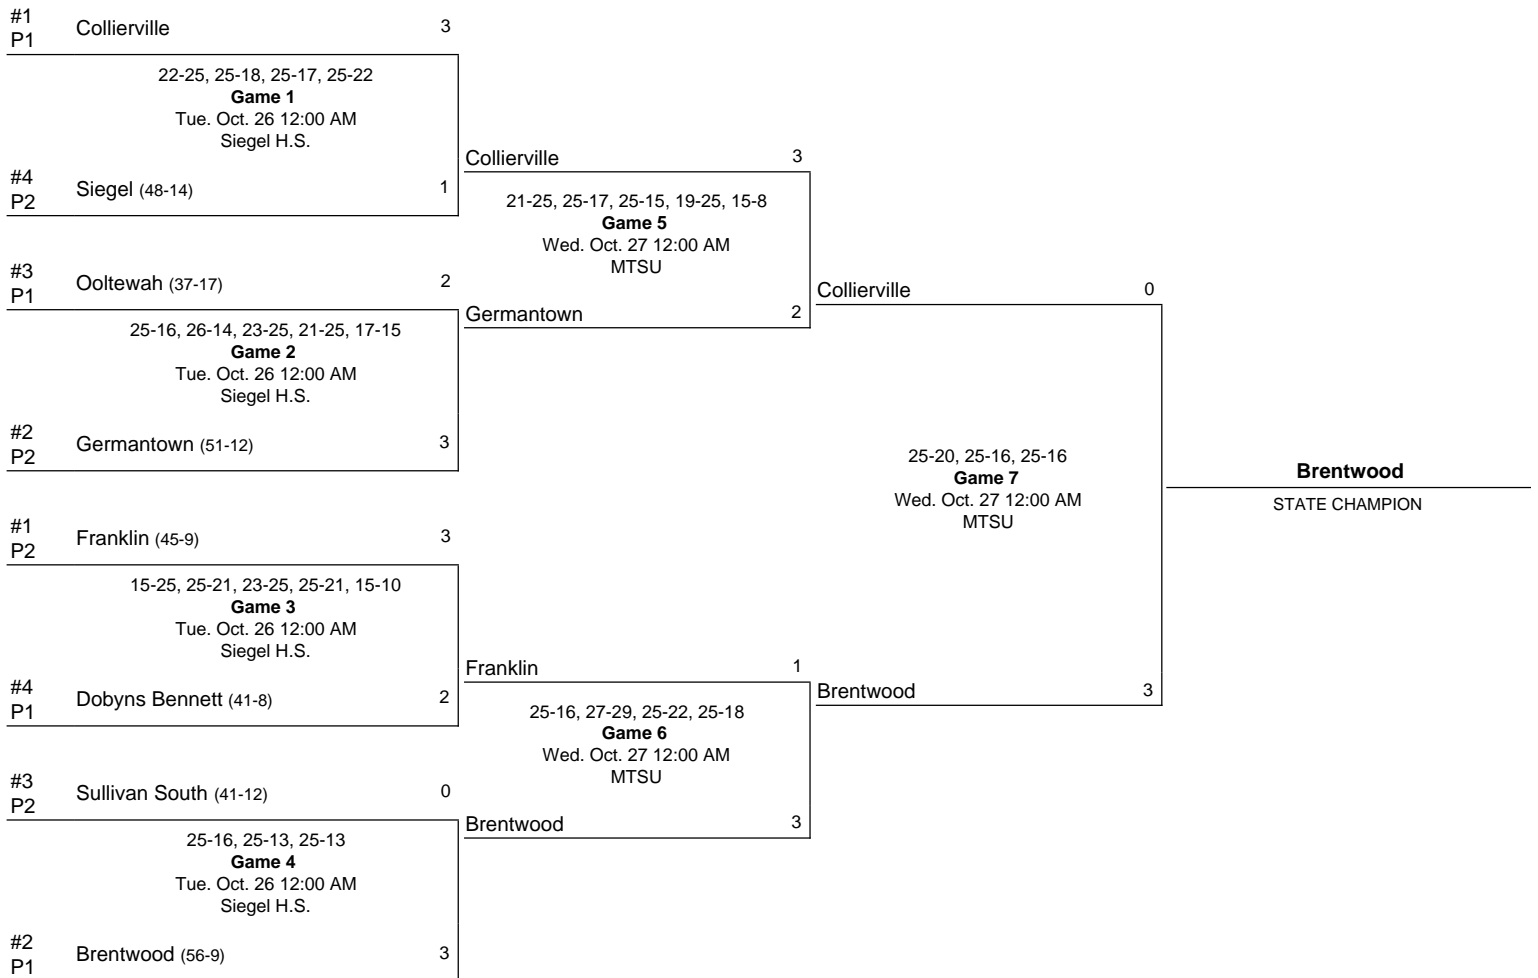 #1
P1
Collierville 3
22-25, 25-18, 25-17, 25-22
Game 1
Tue. Oct. 26 12:00 AM
Siegel H.S.
#4
P2
Siegel (48-14) 1
#3
P1
Ooltewah (37-17) 2
25-16, 26-14, 23-25, 21-25, 17-15
Game 2
Tue. Oct. 26 12:00 AM
Siegel H.S.
#2
P2
Germantown (51-12) 3
#1
P2
Franklin (45-9) 3
15-25, 25-21, 23-25, 25-21, 15-10
Game 3
Tue. Oct. 26 12:00 AM
Siegel H.S.
#4
P1
Dobyns Bennett (41-8) 2
#3
P2
Sullivan South (41-12) 0
25-16, 25-13, 25-13
Game 4
Tue. Oct. 26 12:00 AM
Siegel H.S.
#2
P1
Brentwood (56-9) 3
Collierville 3
21-25, 25-17, 25-15, 19-25, 15-8
Game 5
Wed. Oct. 27 12:00 AM
MTSU
Germantown 2
Franklin 1
25-16, 27-29, 25-22, 25-18
Game 6
Wed. Oct. 27 12:00 AM
MTSU
Brentwood 3
Collierville 0
25-20, 25-16, 25-16
Game 7
Wed. Oct. 27 12:00 AM
MTSU
Brentwood 3
Brentwood
STATE CHAMPION